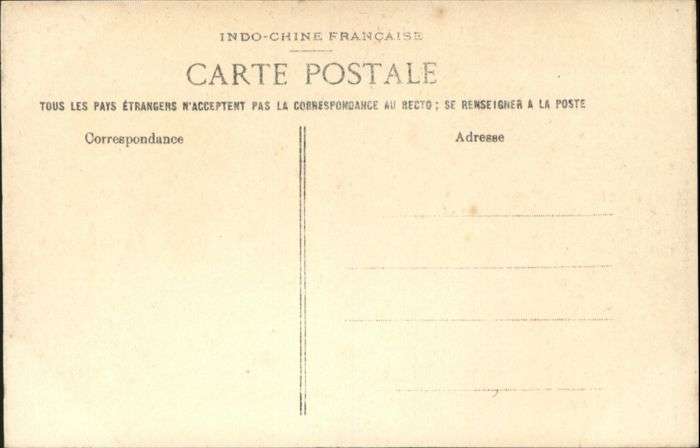 INDO-CHINE FRANÇAISE
CARTE POSTALE
TOUS LES PAYS ÉTRANGERS N'ACCEPTENT PAS LA CORRESPONDANCE AU RECTO ; SE RENSEIGNER A LA POSTE
Correspondance
Adresse